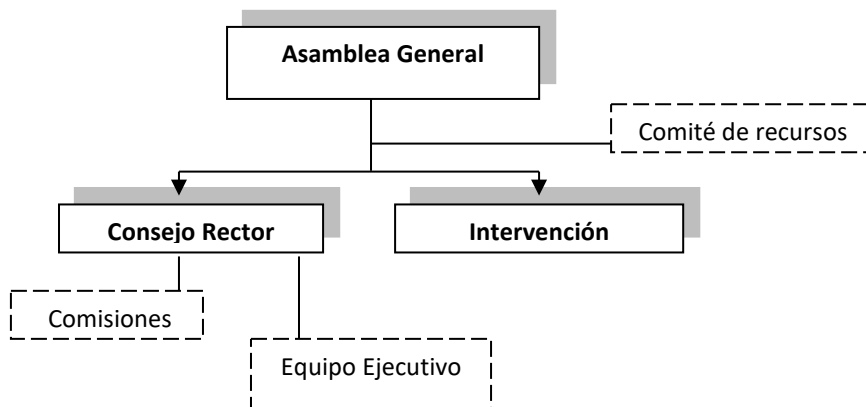 Asamblea General
Comité de recursos
Consejo Rector
Intervención
Comisiones
Equipo Ejecutivo